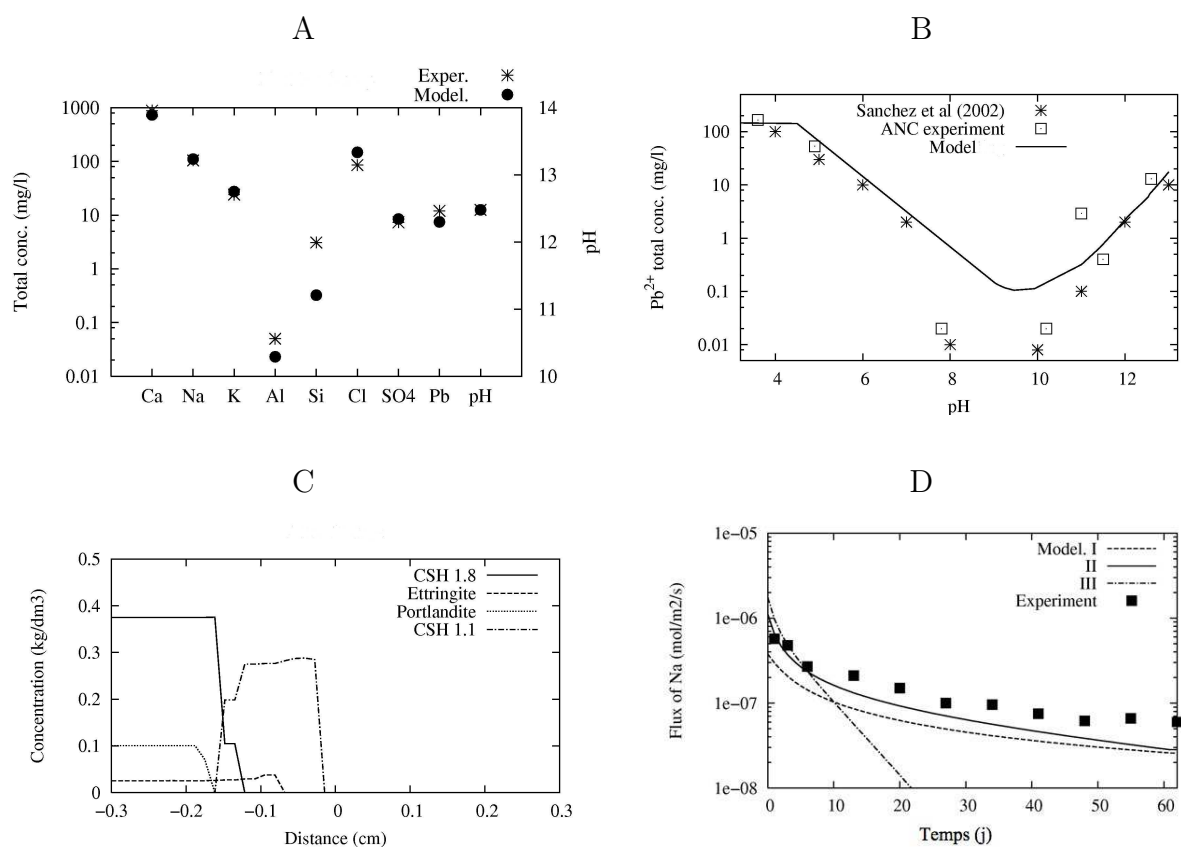 A
Exper.
Model.
1000
100
10
1
0.1
0.01
Total conc. (mg/l)
14
13
12
11
10
pH
Ca Na K Al Si Cl SO4 Pb pH
B
Sanchez et al (2002)
ANC experiment
Model
100
10
1
0.1
0.01
Pb2+ total conc. (mg/l)
4 6 8 10 12
pH
C
CSH 1.8
Ettringite
Portlandite
CSH 1.1
0.5
0.4
0.3
0.2
0.1
0
Concentration (kg/dm3)
−0.3 −0.2 −0.1 0 0.1 0.2 0.3
Distance (cm)
D
Model. I
II
III
Experiment
1e−05
1e−06
1e−07
1e−08
Flux of Na (mol/m2/s)
0 10 20 30 40 50 60
Temps (j)